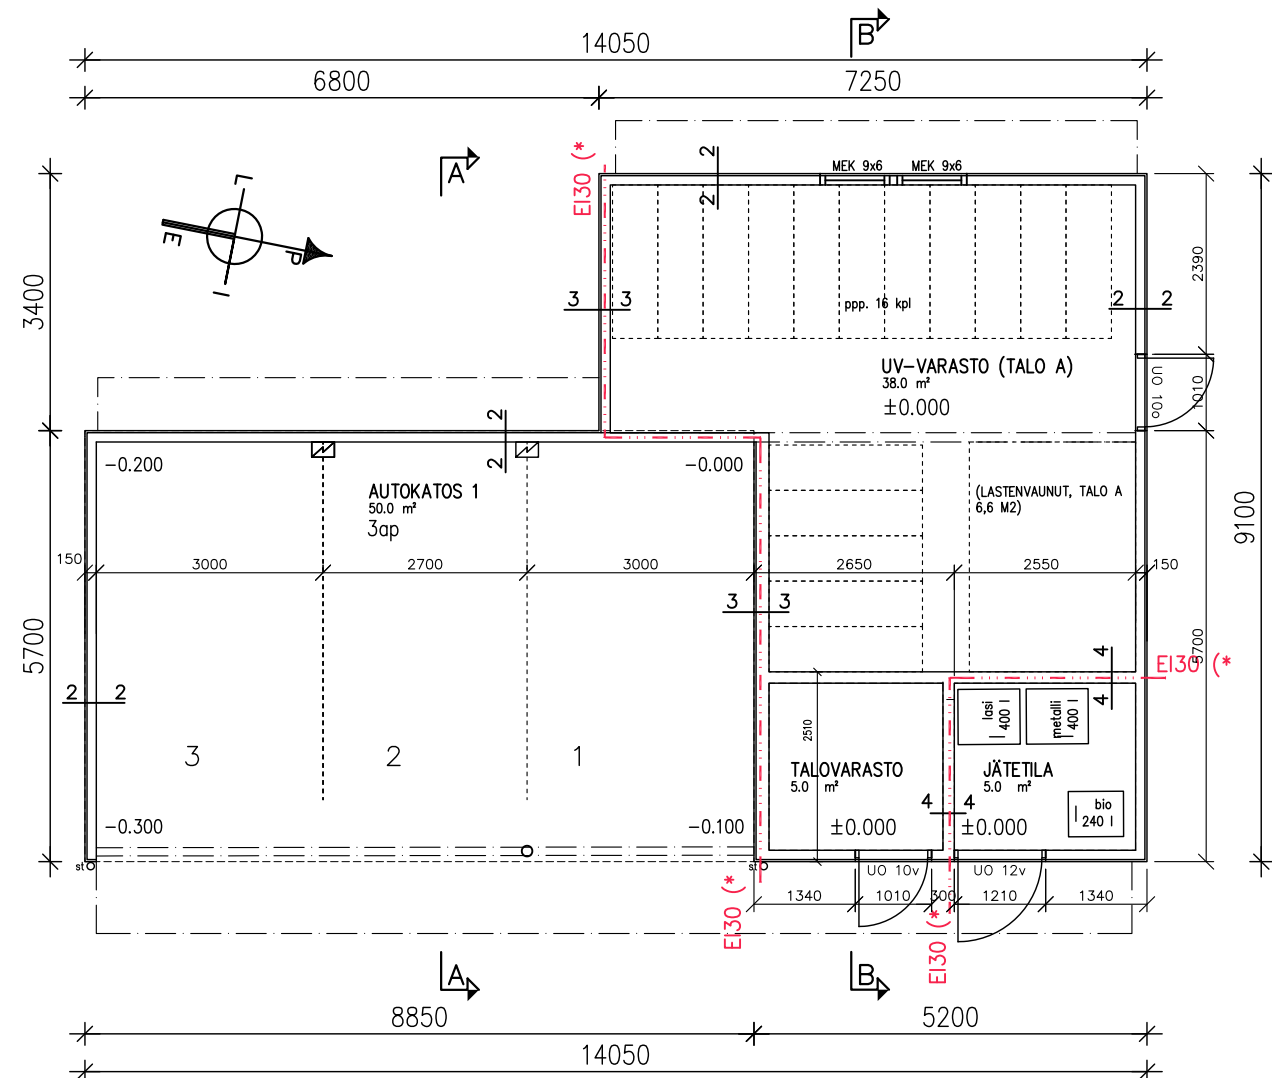 B
14050
6800
7250
EI30 (*
A
2
2
MEK 9x6
MEK 9x6
L
E
P
I
3400
2390
3
3
ppp. 16 kpl
2
2
UV-VARASTO (TALO A)
38.0 m²
±0.000
UO 10o
1010
2
2
-0.200
-0.000
AUTOKATOS 1
50.0 m²
3ap
(LASTENVAUNUT, TALO A
6,6 M2)
9100
150
3000
2700
3000
2650
2550
150
3
3
5700
5700
4
4
EI30 (*
2
2
lasi
400 l
metalli
400 l
2510
3
2
1
TALOVARASTO
5.0 m²
JÄTETILA
5.0 m²
4
4
bio
240 l
-0.300
-0.100
±0.000
±0.000
st
st
UO 10v
UO 12v
1340
1010
300
1210
1340
EI30 (*
EI30 (*
A
B
8850
5200
14050